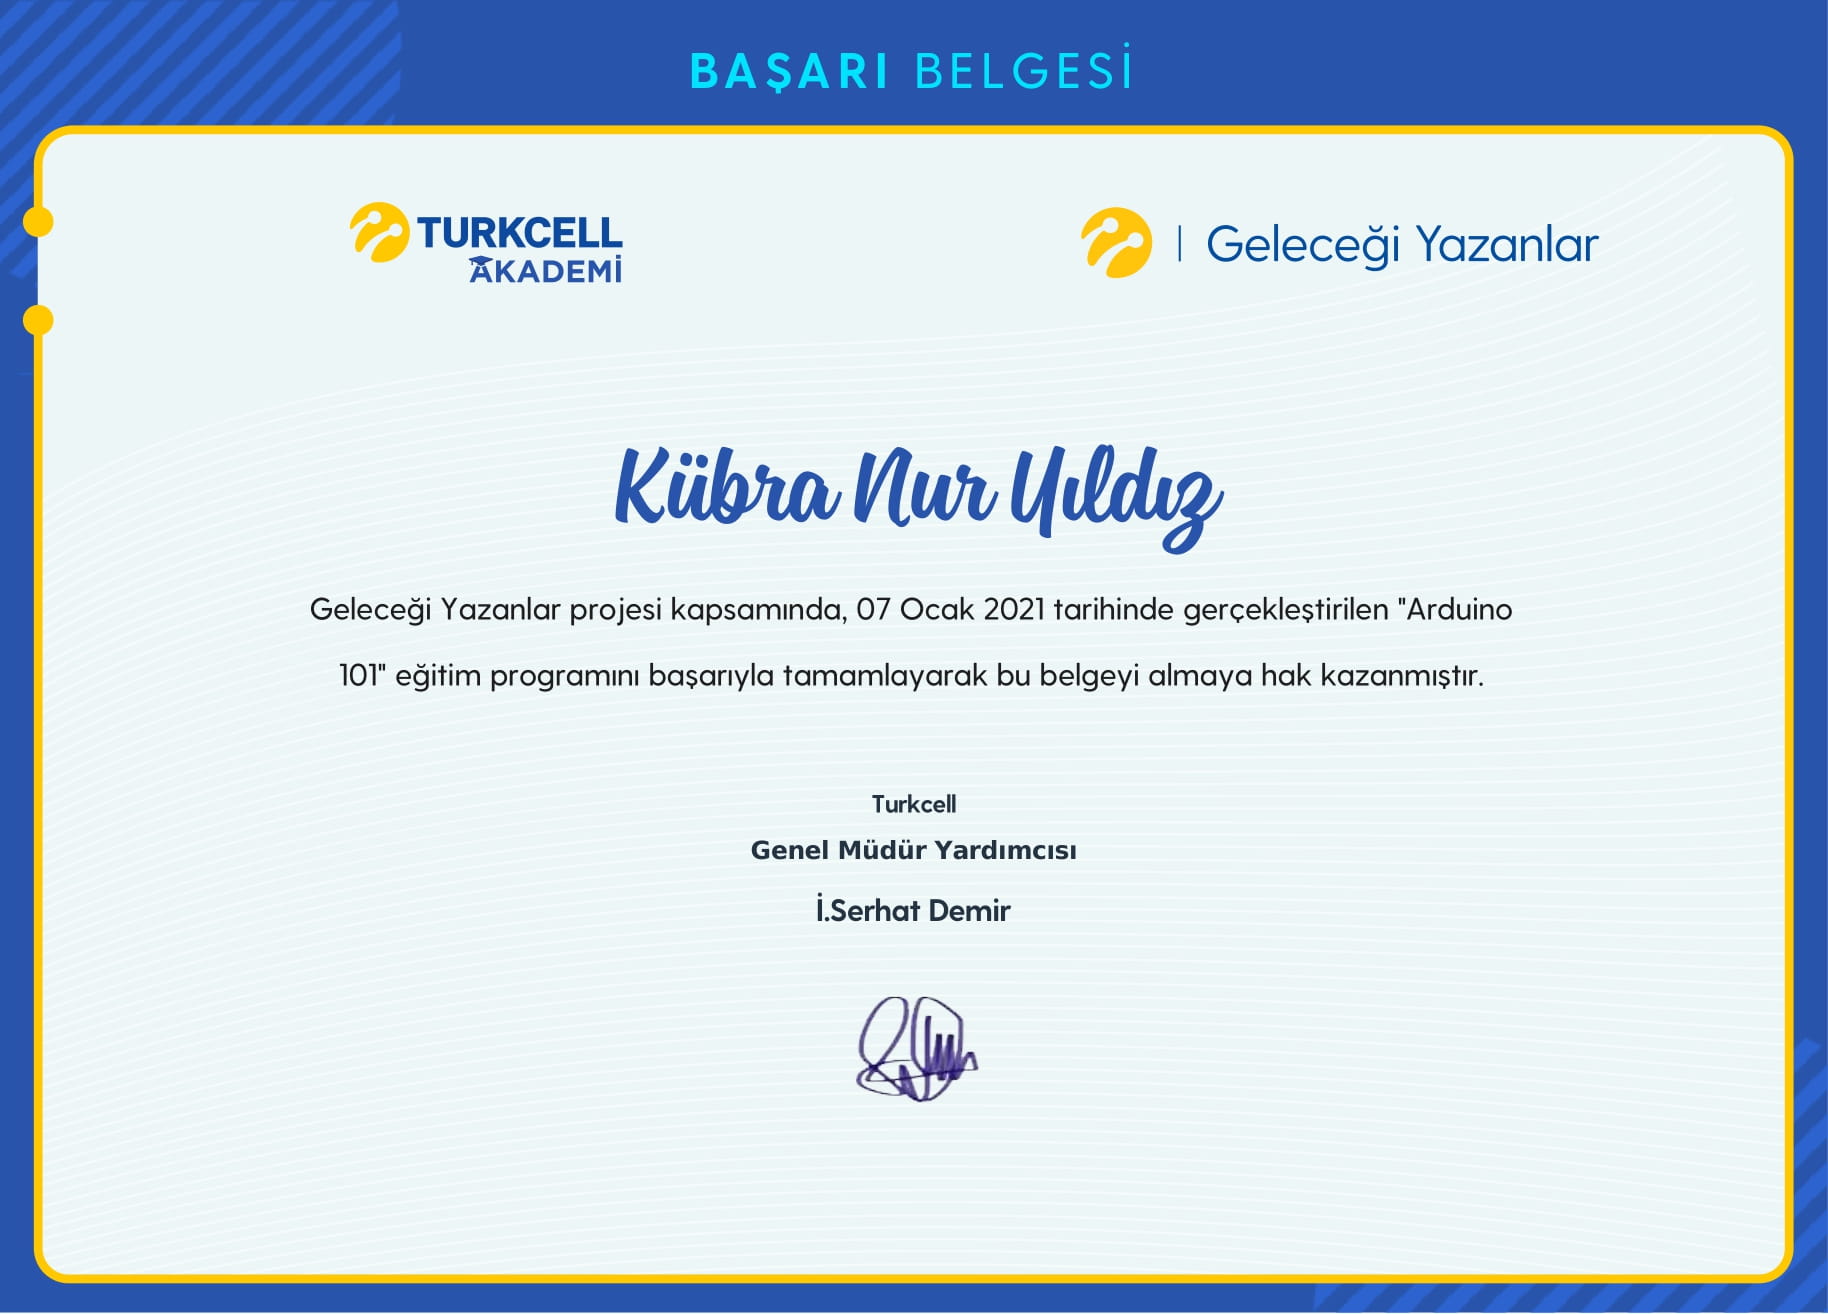 BAŞARI BELGESİ
TURKCELL
AKADEMİ
Geleceği Yazanlar
Kübra Nur Yıldız
Geleceği Yazanlar projesi kapsamında, 07 Ocak 2021 tarihinde gerçekleştirilen "Arduino
101" eğitim programını başarıyla tamamlayarak bu belgeyi almaya hak kazanmıştır.
Turkcell
Genel Müdür Yardımcısı
İ.Serhat Demir